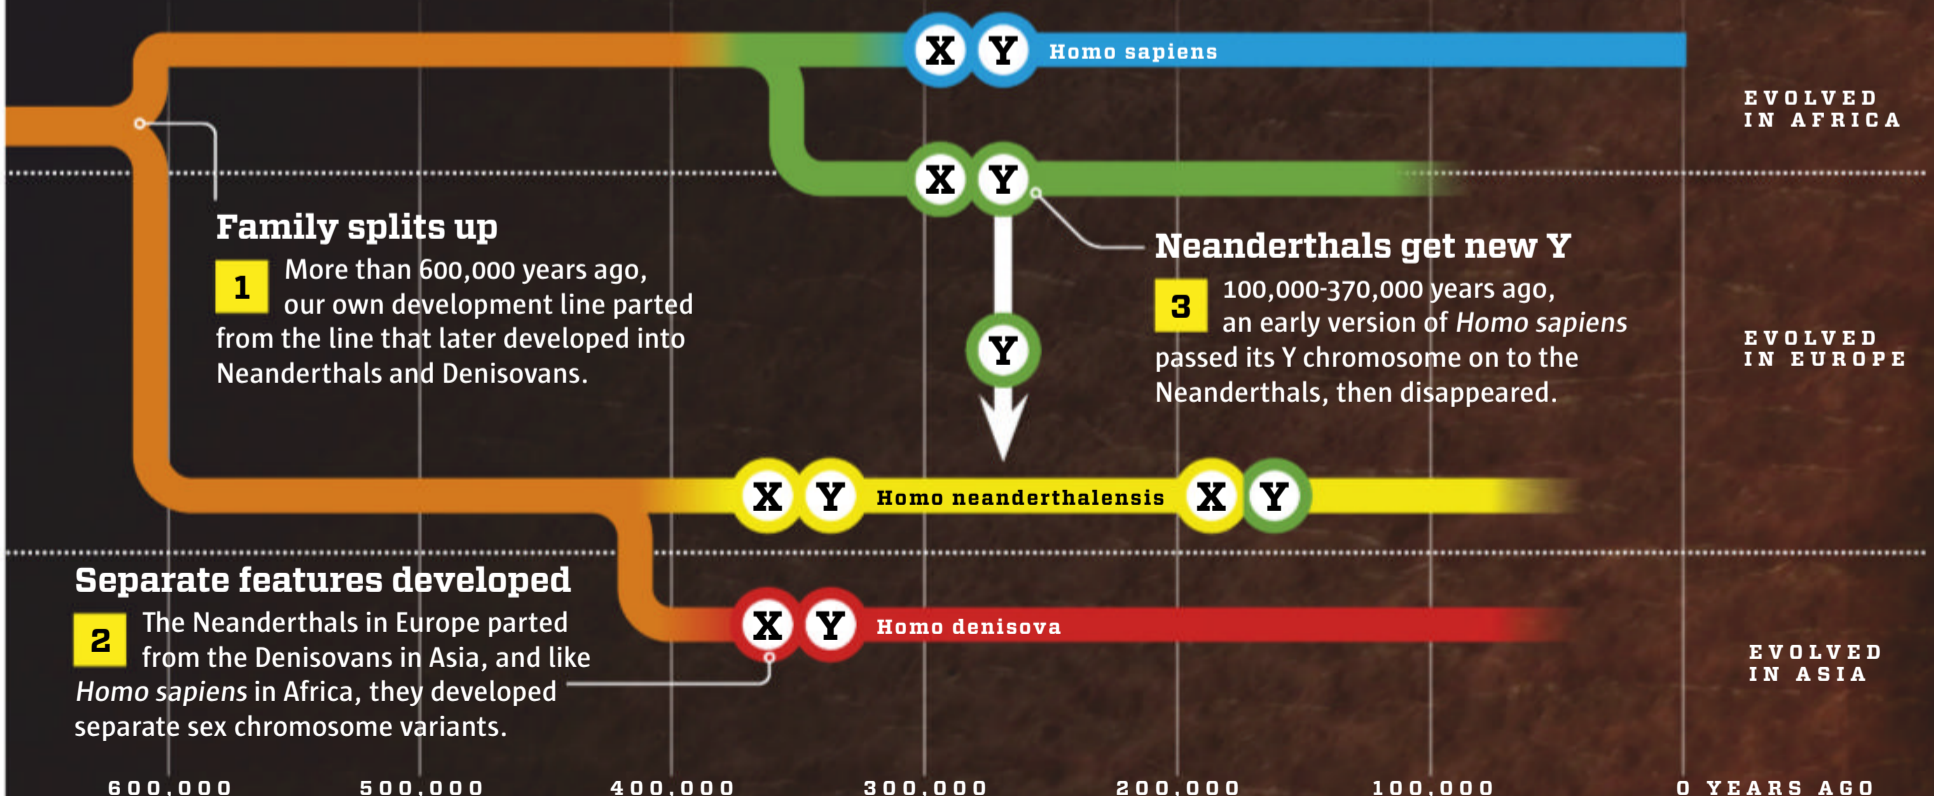 X Y Homo sapiens
EVOLVED
IN AFRICA
X Y
Family splits up
1 More than 600,000 years ago,
our own development line parted
from the line that later developed into
Neanderthals and Denisovans.
Neanderthals get new Y
3 100,000-370,000 years ago,
an early version of Homo sapiens
passed its Y chromosome on to the
Neanderthals, then disappeared.
Y
EVOLVED
IN EUROPE
X Y Homo neanderthalensis X Y
Separate features developed
2 The Neanderthals in Europe parted
from the Denisovans in Asia, and like
Homo sapiens in Africa, they developed
separate sex chromosome variants.
X Y Homo denisova
EVOLVED
IN ASIA
600,000 500,000 400,000 300,000 200,000 100,000 0 YEARS AGO